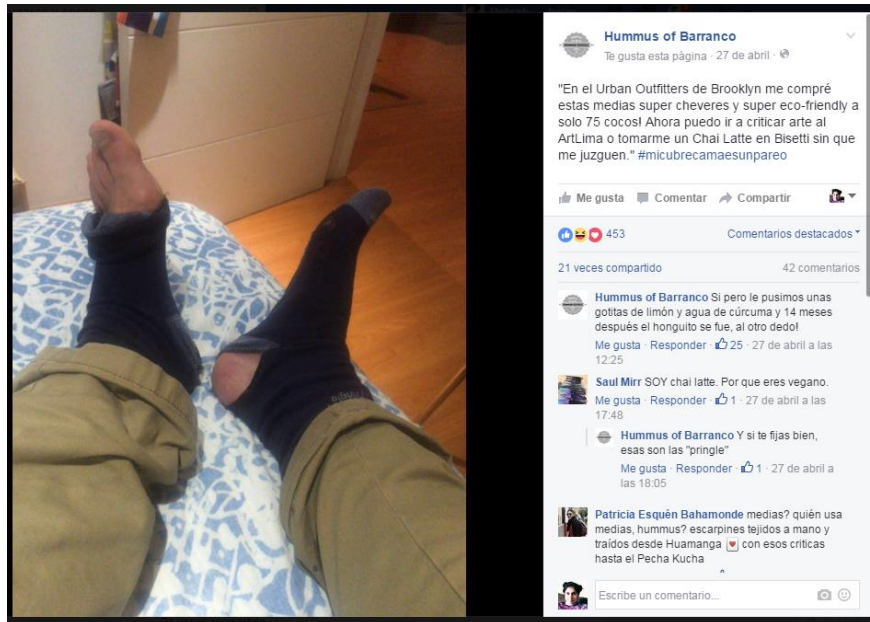 Hummus of Barranco
Te gusta esta página · 27 de abril ·
"En el Urban Outfitters de Brooklyn me compré
estas medias super cheveres y super eco-friendly a
solo 75 cocos! Ahora puedo ir a criticar arte al
ArtLima o tomarme un Chai Latte en Bisetti sin que
me juzguen." #micubrecamaesunpareo
Me gusta Comentar Compartir
453 Comentarios destacados
21 veces compartido 42 comentarios
Hummus of Barranco Si pero le pusimos unas
gotitas de limón y agua de cúrcuma y 14 meses
después el honguito se fue, al otro dedo!
Me gusta · Responder · 25 · 27 de abril a las
12:25
Saul Mirr SOY chai latte. Por que eres vegano.
Me gusta · Responder · 1 · 27 de abril a las
17:48
Hummus of Barranco Y si te fijas bien,
esas son las "pringle"
Me gusta · Responder · 1 · 27 de abril a
las 18:05
Patricia Esquén Bahamonde medias? quién usa
medias, hummus? escarpines tejidos a mano y
traídos desde Huamanga 💌 con esos criticas
hasta el Pecha Kucha
Escribe un comentario...